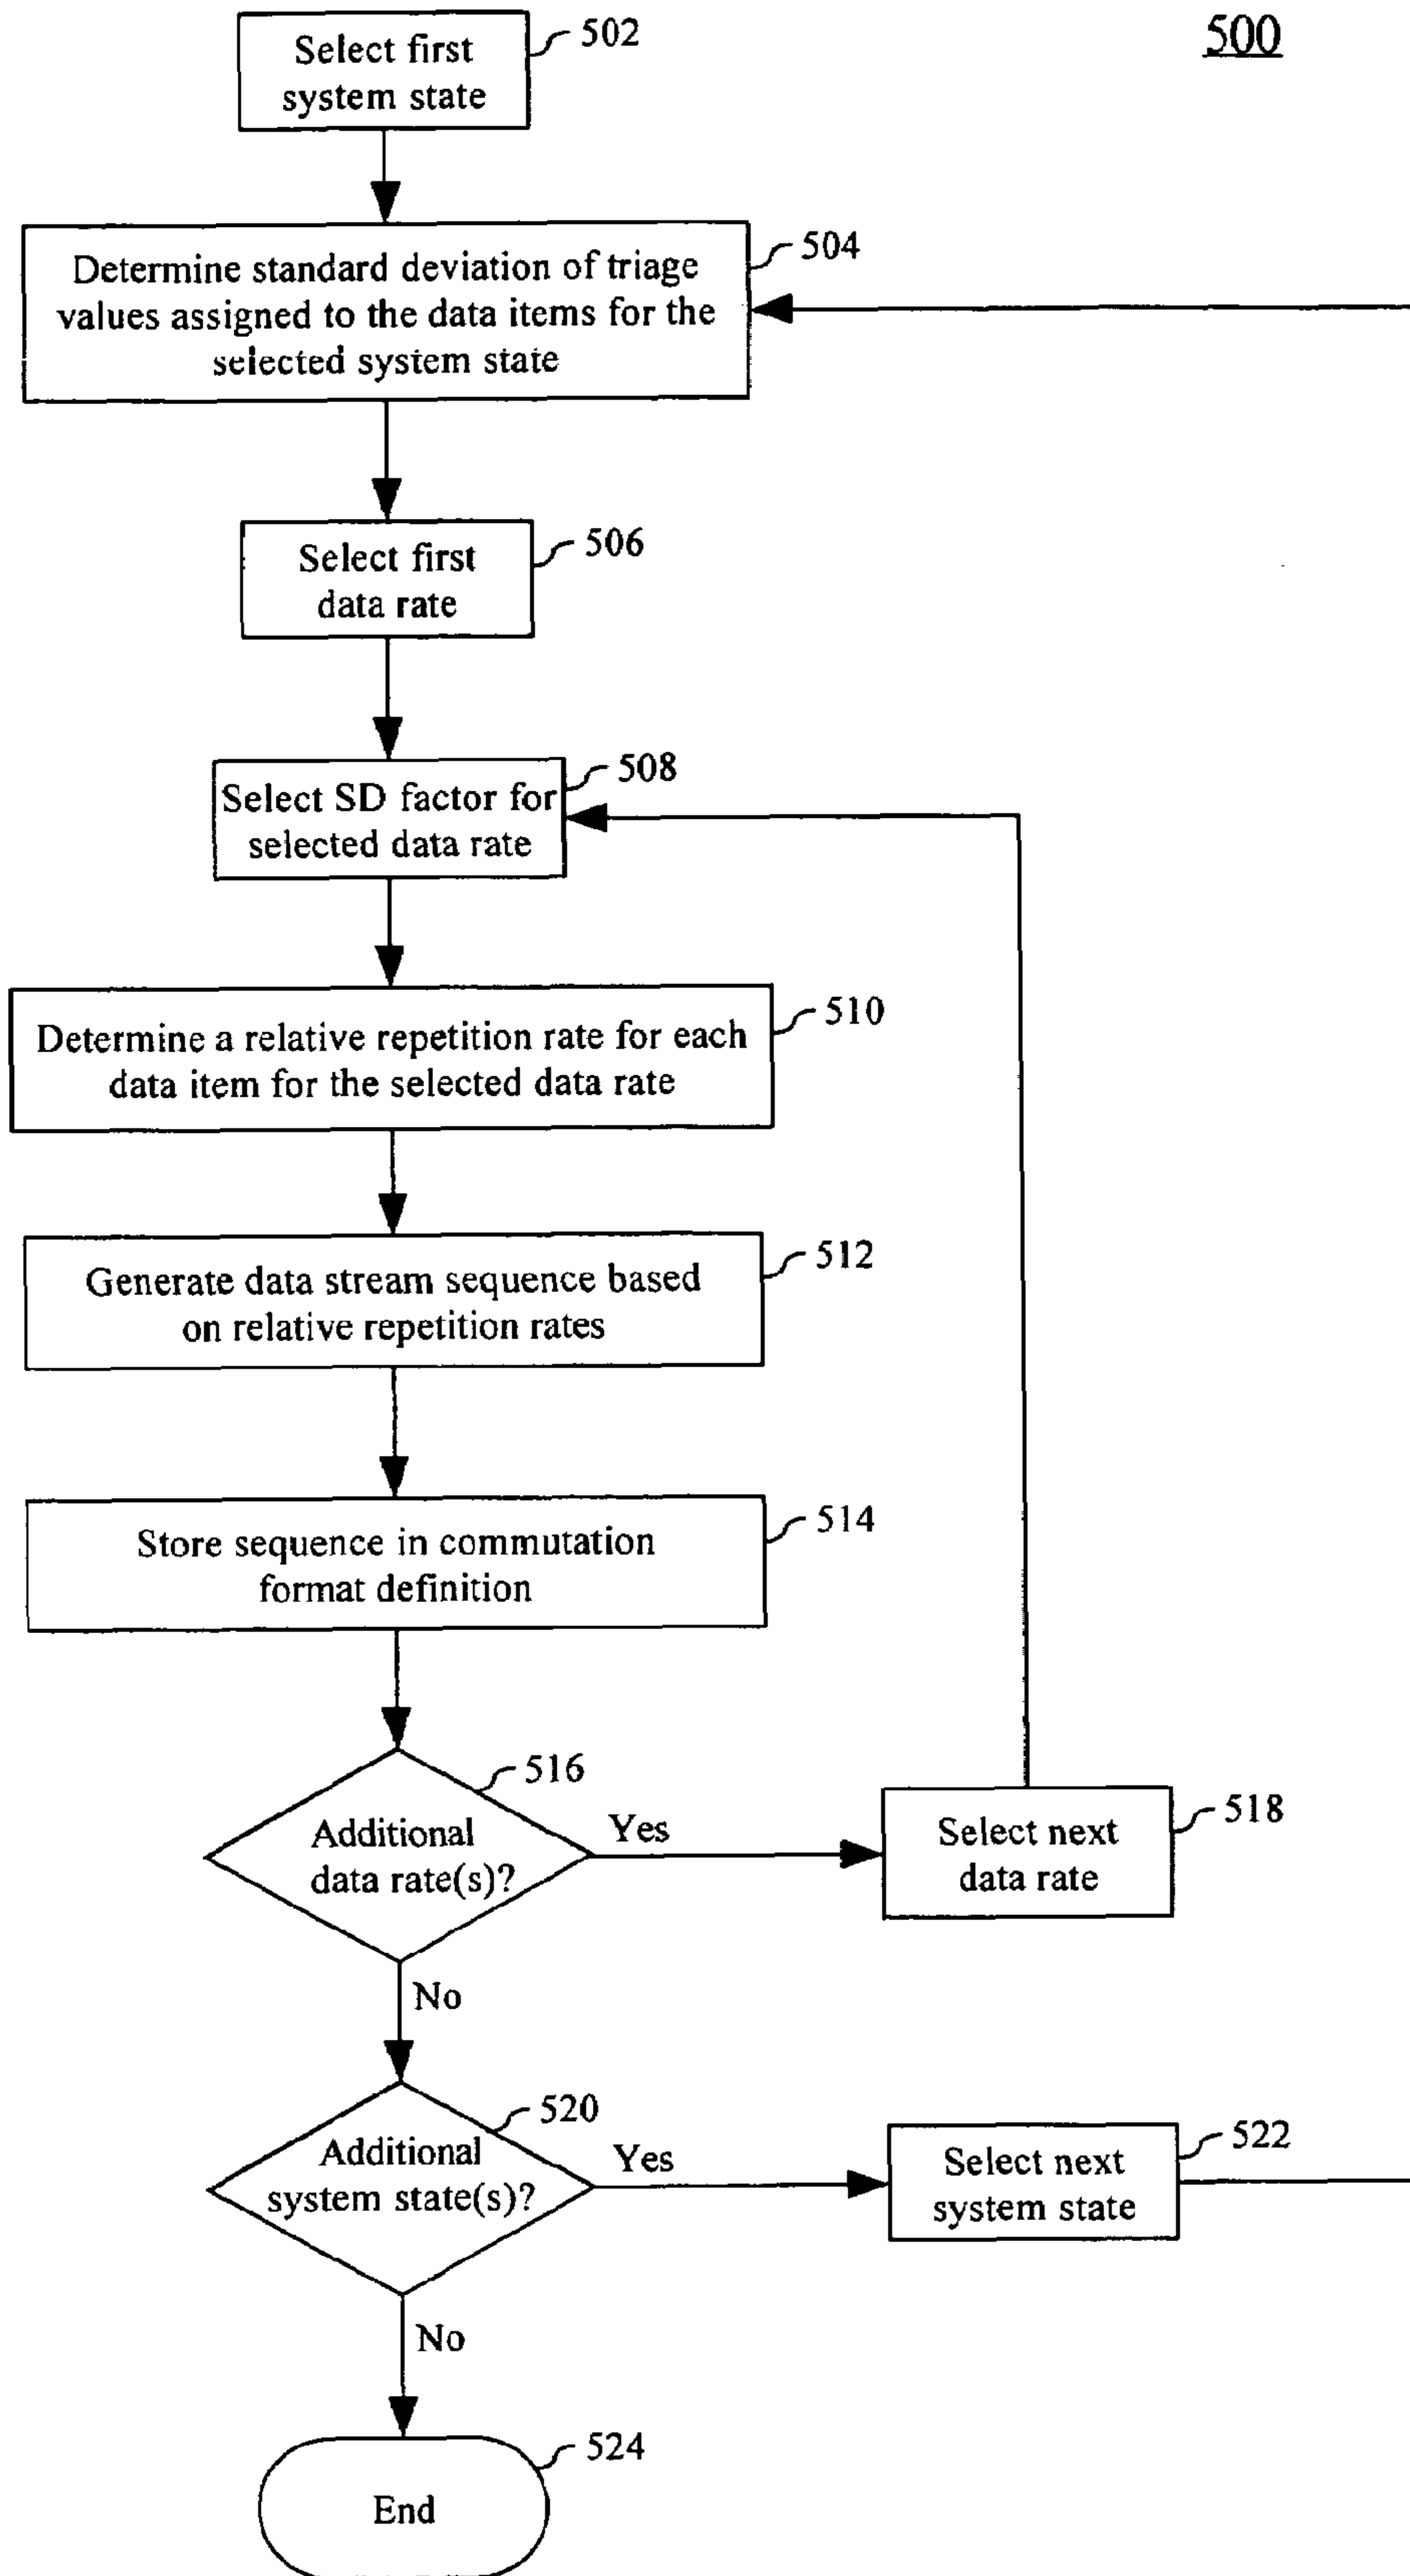 500
Select first
system state
502
Determine standard deviation of triage
values assigned to the data items for the
selected system state
504
Select first
data rate
506
Select SD factor for
selected data rate
508
Determine a relative repetition rate for each
data item for the selected data rate
510
Generate data stream sequence based
on relative repetition rates
512
Store sequence in commutation
format definition
514
Additional
data rate(s)?
516
Yes
Select next
data rate
518
No
Additional
system state(s)?
520
Yes
Select next
system state
522
No
End
524